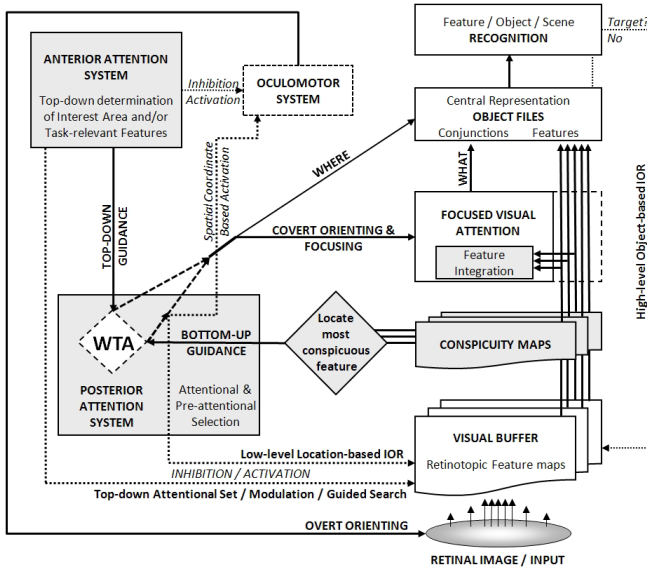 Feature / Object / Scene
RECOGNITION
Target?
No
ANTERIOR ATTENTION
SYSTEM
Top-down determination
of Interest Area and/or
Task-relevant Features
Inhibition
Activation
OCULOMOTOR
SYSTEM
Central Representation
OBJECT FILES
Conjunctions Features
WHERE
WHAT
Spatial Coordinate
Based Activation
TOP-DOWN
GUIDANCE
COVERT ORIENTING &
FOCUSING
FOCUSED VISUAL
ATTENTION
Feature
Integration
High-level Object-based IOR
WTA
BOTTOM-UP
GUIDANCE
Locate
most
conspicuous
feature
CONSPICUITY MAPS
POSTERIOR
ATTENTION
SYSTEM
Attentional &
Pre-attentional
Selection
VISUAL BUFFER
Retinotopic Feature maps
Low-level Location-based IOR
INHIBITION / ACTIVATION
Top-down Attentional Set / Modulation / Guided Search
OVERT ORIENTING
RETINAL IMAGE / INPUT